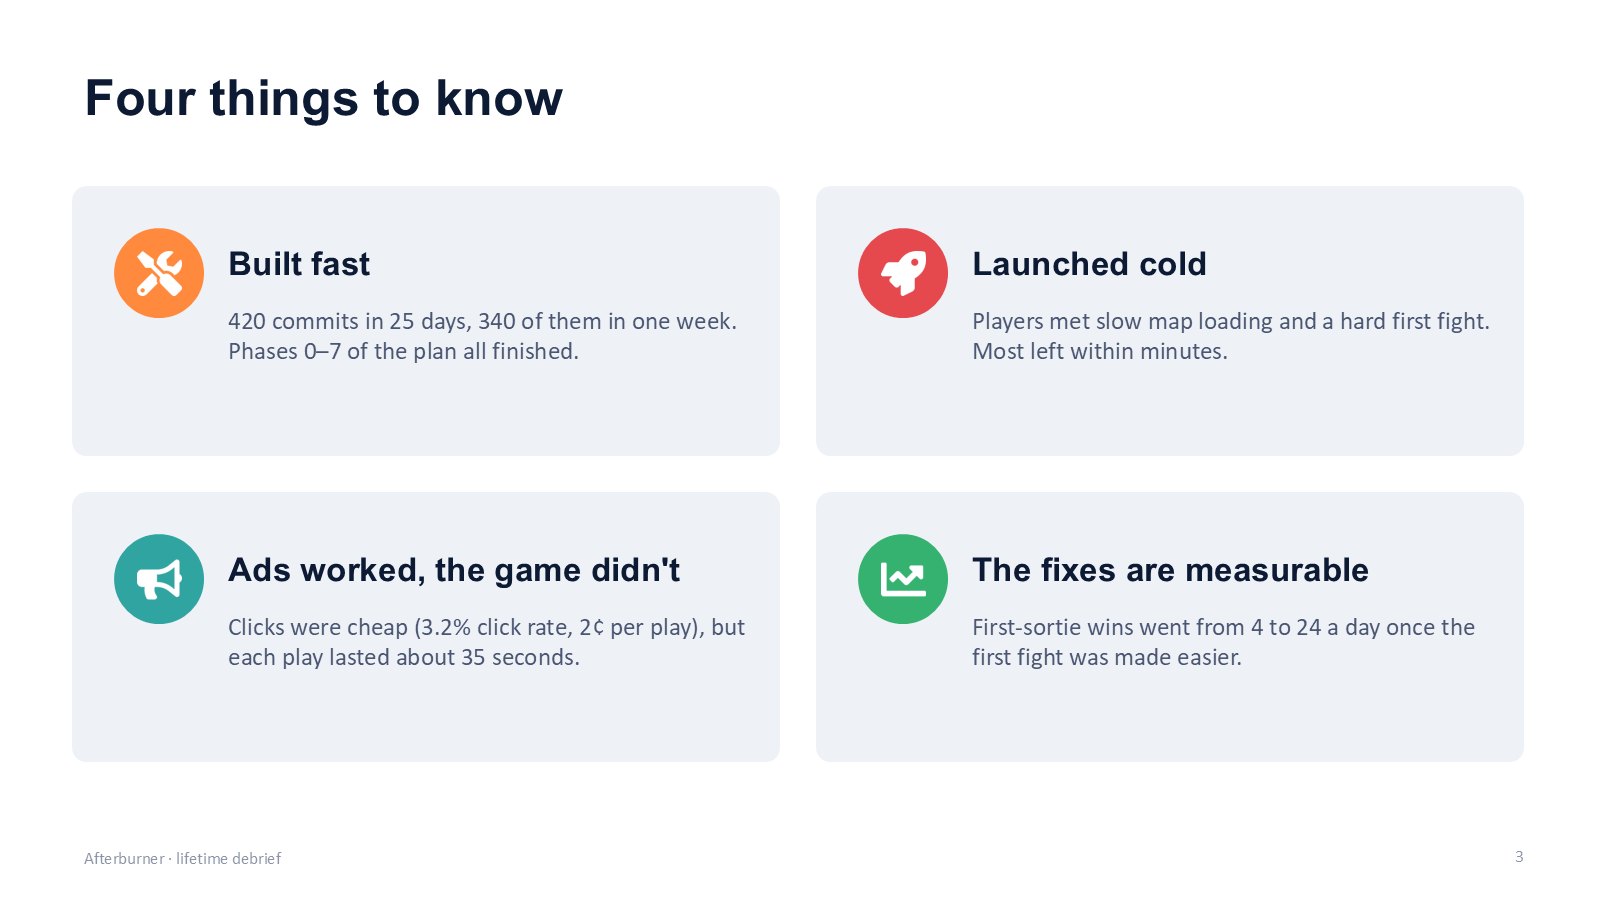 Four things to know
Built fast
420 commits in 25 days, 340 of them in one week.
Phases 0–7 of the plan all finished.
Launched cold
Players met slow map loading and a hard first fight.
Most left within minutes.
Ads worked, the game didn't
Clicks were cheap (3.2% click rate, 2¢ per play), but
each play lasted about 35 seconds.
The fixes are measurable
First-sortie wins went from 4 to 24 a day once the
first fight was made easier.
Afterburner · lifetime debrief
3